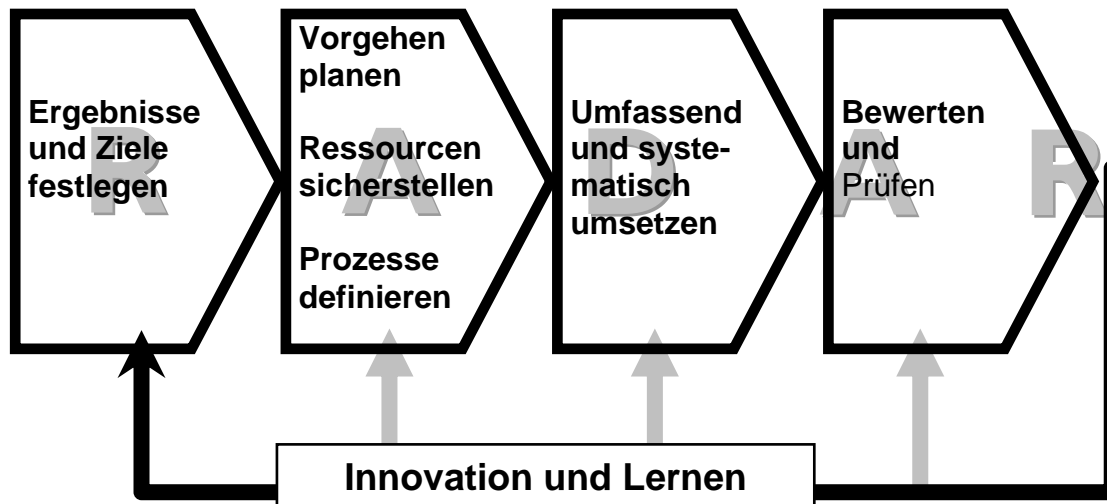 Ergebnisse
und Ziele
festlegen
Vorgehen
planen
Ressourcen
sicherstellen
Prozesse
definieren
Umfassend
und syste-
matisch
umsetzen
Bewerten
und
Prüfen
R A D A R
Innovation und Lernen